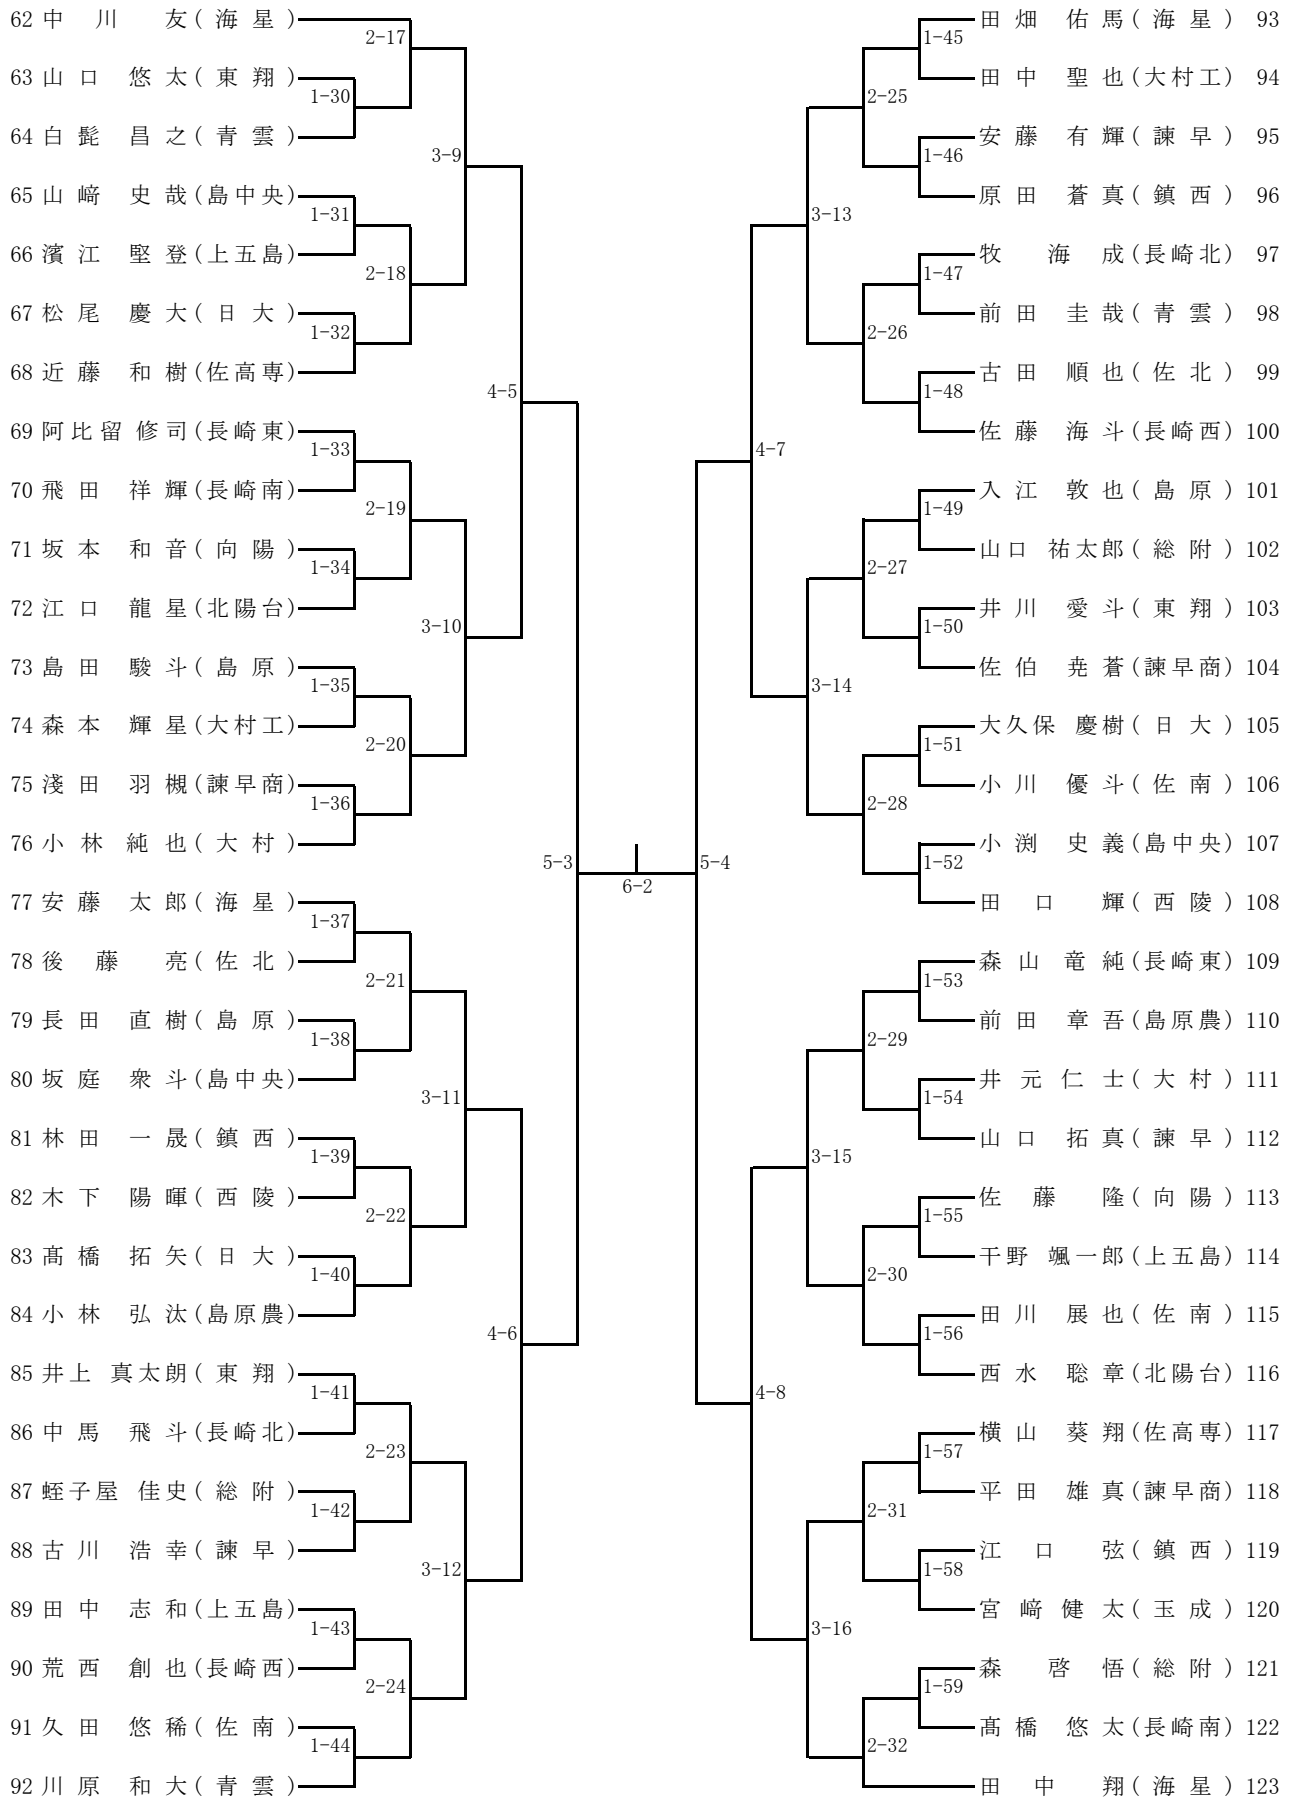 62 中川 友 (海星)
63 山口 悠太 (東翔)
64 白髭 昌之 (青雲)
65 山﨑 史哉 (島中央)
66 濱江 堅登 (上五島)
67 松尾 慶大 (日大)
68 近藤 和樹 (佐高専)
69 阿比留 修司 (長崎東)
70 飛田 祥輝 (長崎南)
71 坂本 和音 (向陽)
72 江口 龍星 (北陽台)
73 島田 駿斗 (島原)
74 森本 輝星 (大村工)
75 淺田 羽槻 (諫早商)
76 小林 純也 (大村)
77 安藤 太郎 (海星)
78 後藤 亮 (佐北)
79 長田 直樹 (島原)
80 坂庭 衆斗 (島中央)
81 林田 一晟 (鎮西)
82 木下 陽暉 (西陵)
83 髙橋 拓矢 (日大)
84 小林 弘汰 (島原農)
85 井上 真太朗 (東翔)
86 中馬 飛斗 (長崎北)
87 蛭子屋 佳史 (総附)
88 古川 浩幸 (諫早)
89 田中 志和 (上五島)
90 荒西 創也 (長崎西)
91 久田 悠稀 (佐南)
92 川原 和大 (青雲)
1-30
1-31
1-32
1-33
1-34
1-35
1-36
1-37
1-38
1-39
1-40
1-41
1-42
1-43
1-44
2-17
2-18
2-19
2-20
2-21
2-22
2-23
2-24
3-9
3-10
3-11
3-12
4-5
4-6
5-3
6-2
5-4
4-7
4-8
3-13
3-14
3-15
3-16
2-25
2-26
2-27
2-28
2-29
2-30
2-31
2-32
1-45
1-46
1-47
1-48
1-49
1-50
1-51
1-52
1-53
1-54
1-55
1-56
1-57
1-58
1-59
田畑 佑馬 (海星) 93
田中 聖也 (大村工) 94
安藤 有輝 (諫早) 95
原田 蒼真 (鎮西) 96
牧 海成 (長崎北) 97
前田 圭哉 (青雲) 98
古田 順也 (佐北) 99
佐藤 海斗 (長崎西) 100
入江 敦也 (島原) 101
山口 祐太郎 (総附) 102
井川 愛斗 (東翔) 103
佐伯 尭蒼 (諫早商) 104
大久保 慶樹 (日大) 105
小川 優斗 (佐南) 106
小渕 史義 (島中央) 107
田口 輝 (西陵) 108
森山 竜純 (長崎東) 109
前田 章吾 (島原農) 110
井元 仁士 (大村) 111
山口 拓真 (諫早) 112
佐藤 隆 (向陽) 113
干野 颯一郎 (上五島) 114
田川 展也 (佐南) 115
西水 聡章 (北陽台) 116
横山 葵翔 (佐高専) 117
平田 雄真 (諫早商) 118
江口 弦 (鎮西) 119
宮﨑 健太 (玉成) 120
森 啓悟 (総附) 121
髙橋 悠太 (長崎南) 122
田中 翔 (海星) 123